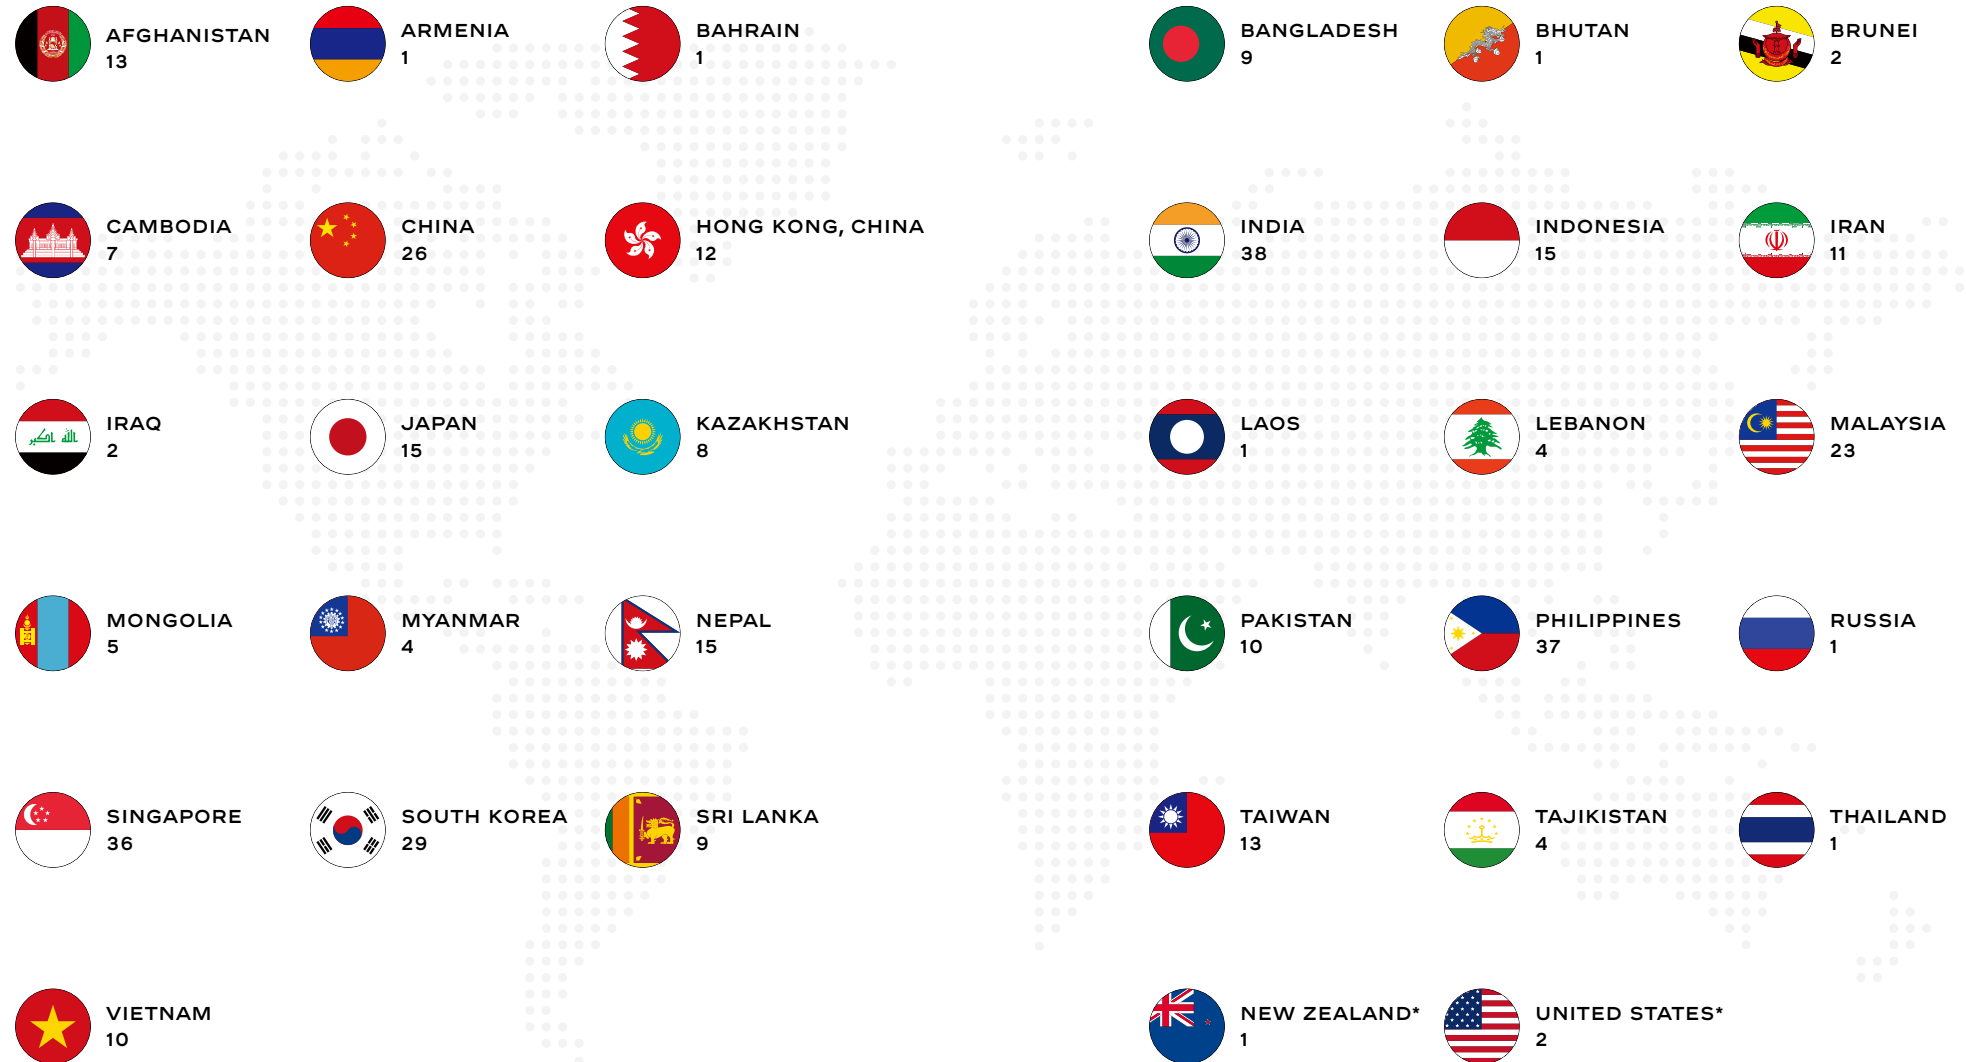 AFGHANISTAN
13
ARMENIA
1
BAHRAIN
1
BANGLADESH
9
BHUTAN
1
BRUNEI
2
CAMBODIA
7
CHINA
26
HONG KONG, CHINA
12
INDIA
38
INDONESIA
15
IRAN
11
IRAQ
2
JAPAN
15
KAZAKHSTAN
8
LAOS
1
LEBANON
4
MALAYSIA
23
MONGOLIA
5
MYANMAR
4
NEPAL
15
PAKISTAN
10
PHILIPPINES
37
RUSSIA
1
SINGAPORE
36
SOUTH KOREA
29
SRI LANKA
9
TAIWAN
13
TAJIKISTAN
4
THAILAND
1
VIETNAM
10
NEW ZEALAND*
1
UNITED STATES*
2